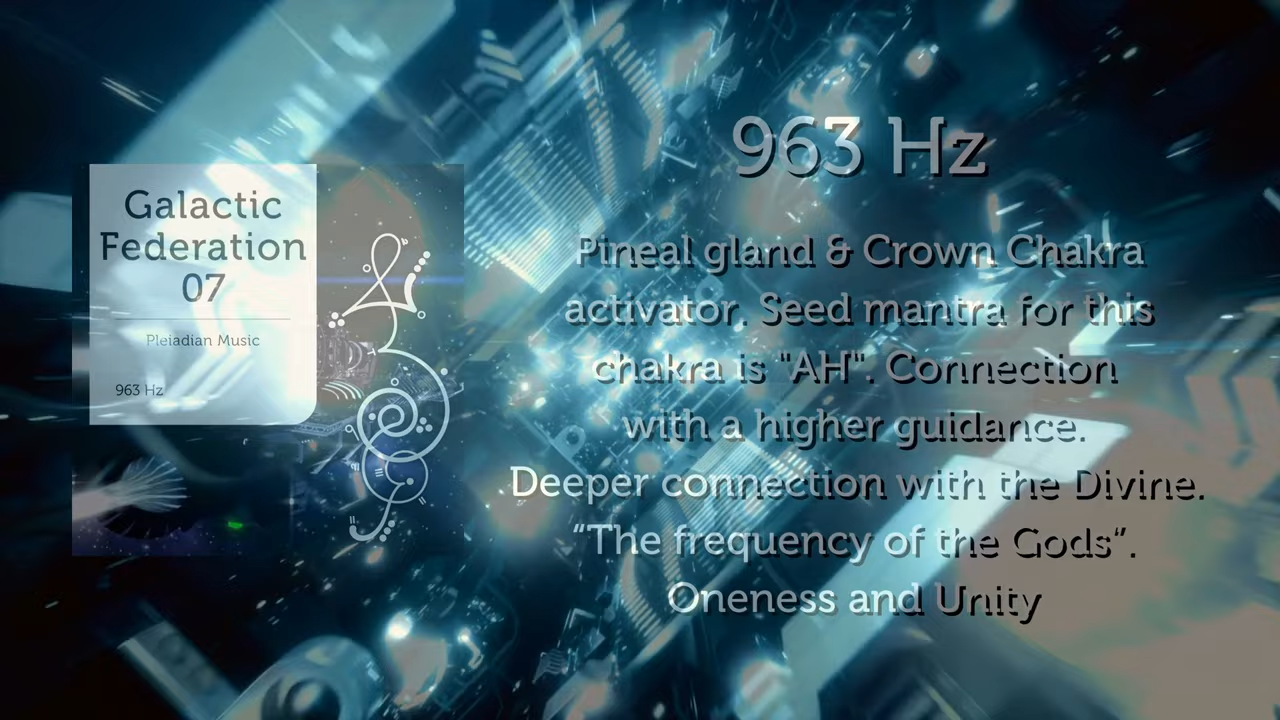 Galactic
Federation
07
Pleiadian Music
963 Hz
963 Hz
Pineal gland & Crown Chakra
activator. Seed mantra for this
chakra is "AH". Connection
with a higher guidance.
Deeper connection with the Divine.
“The frequency of the Gods”.
Oneness and Unity